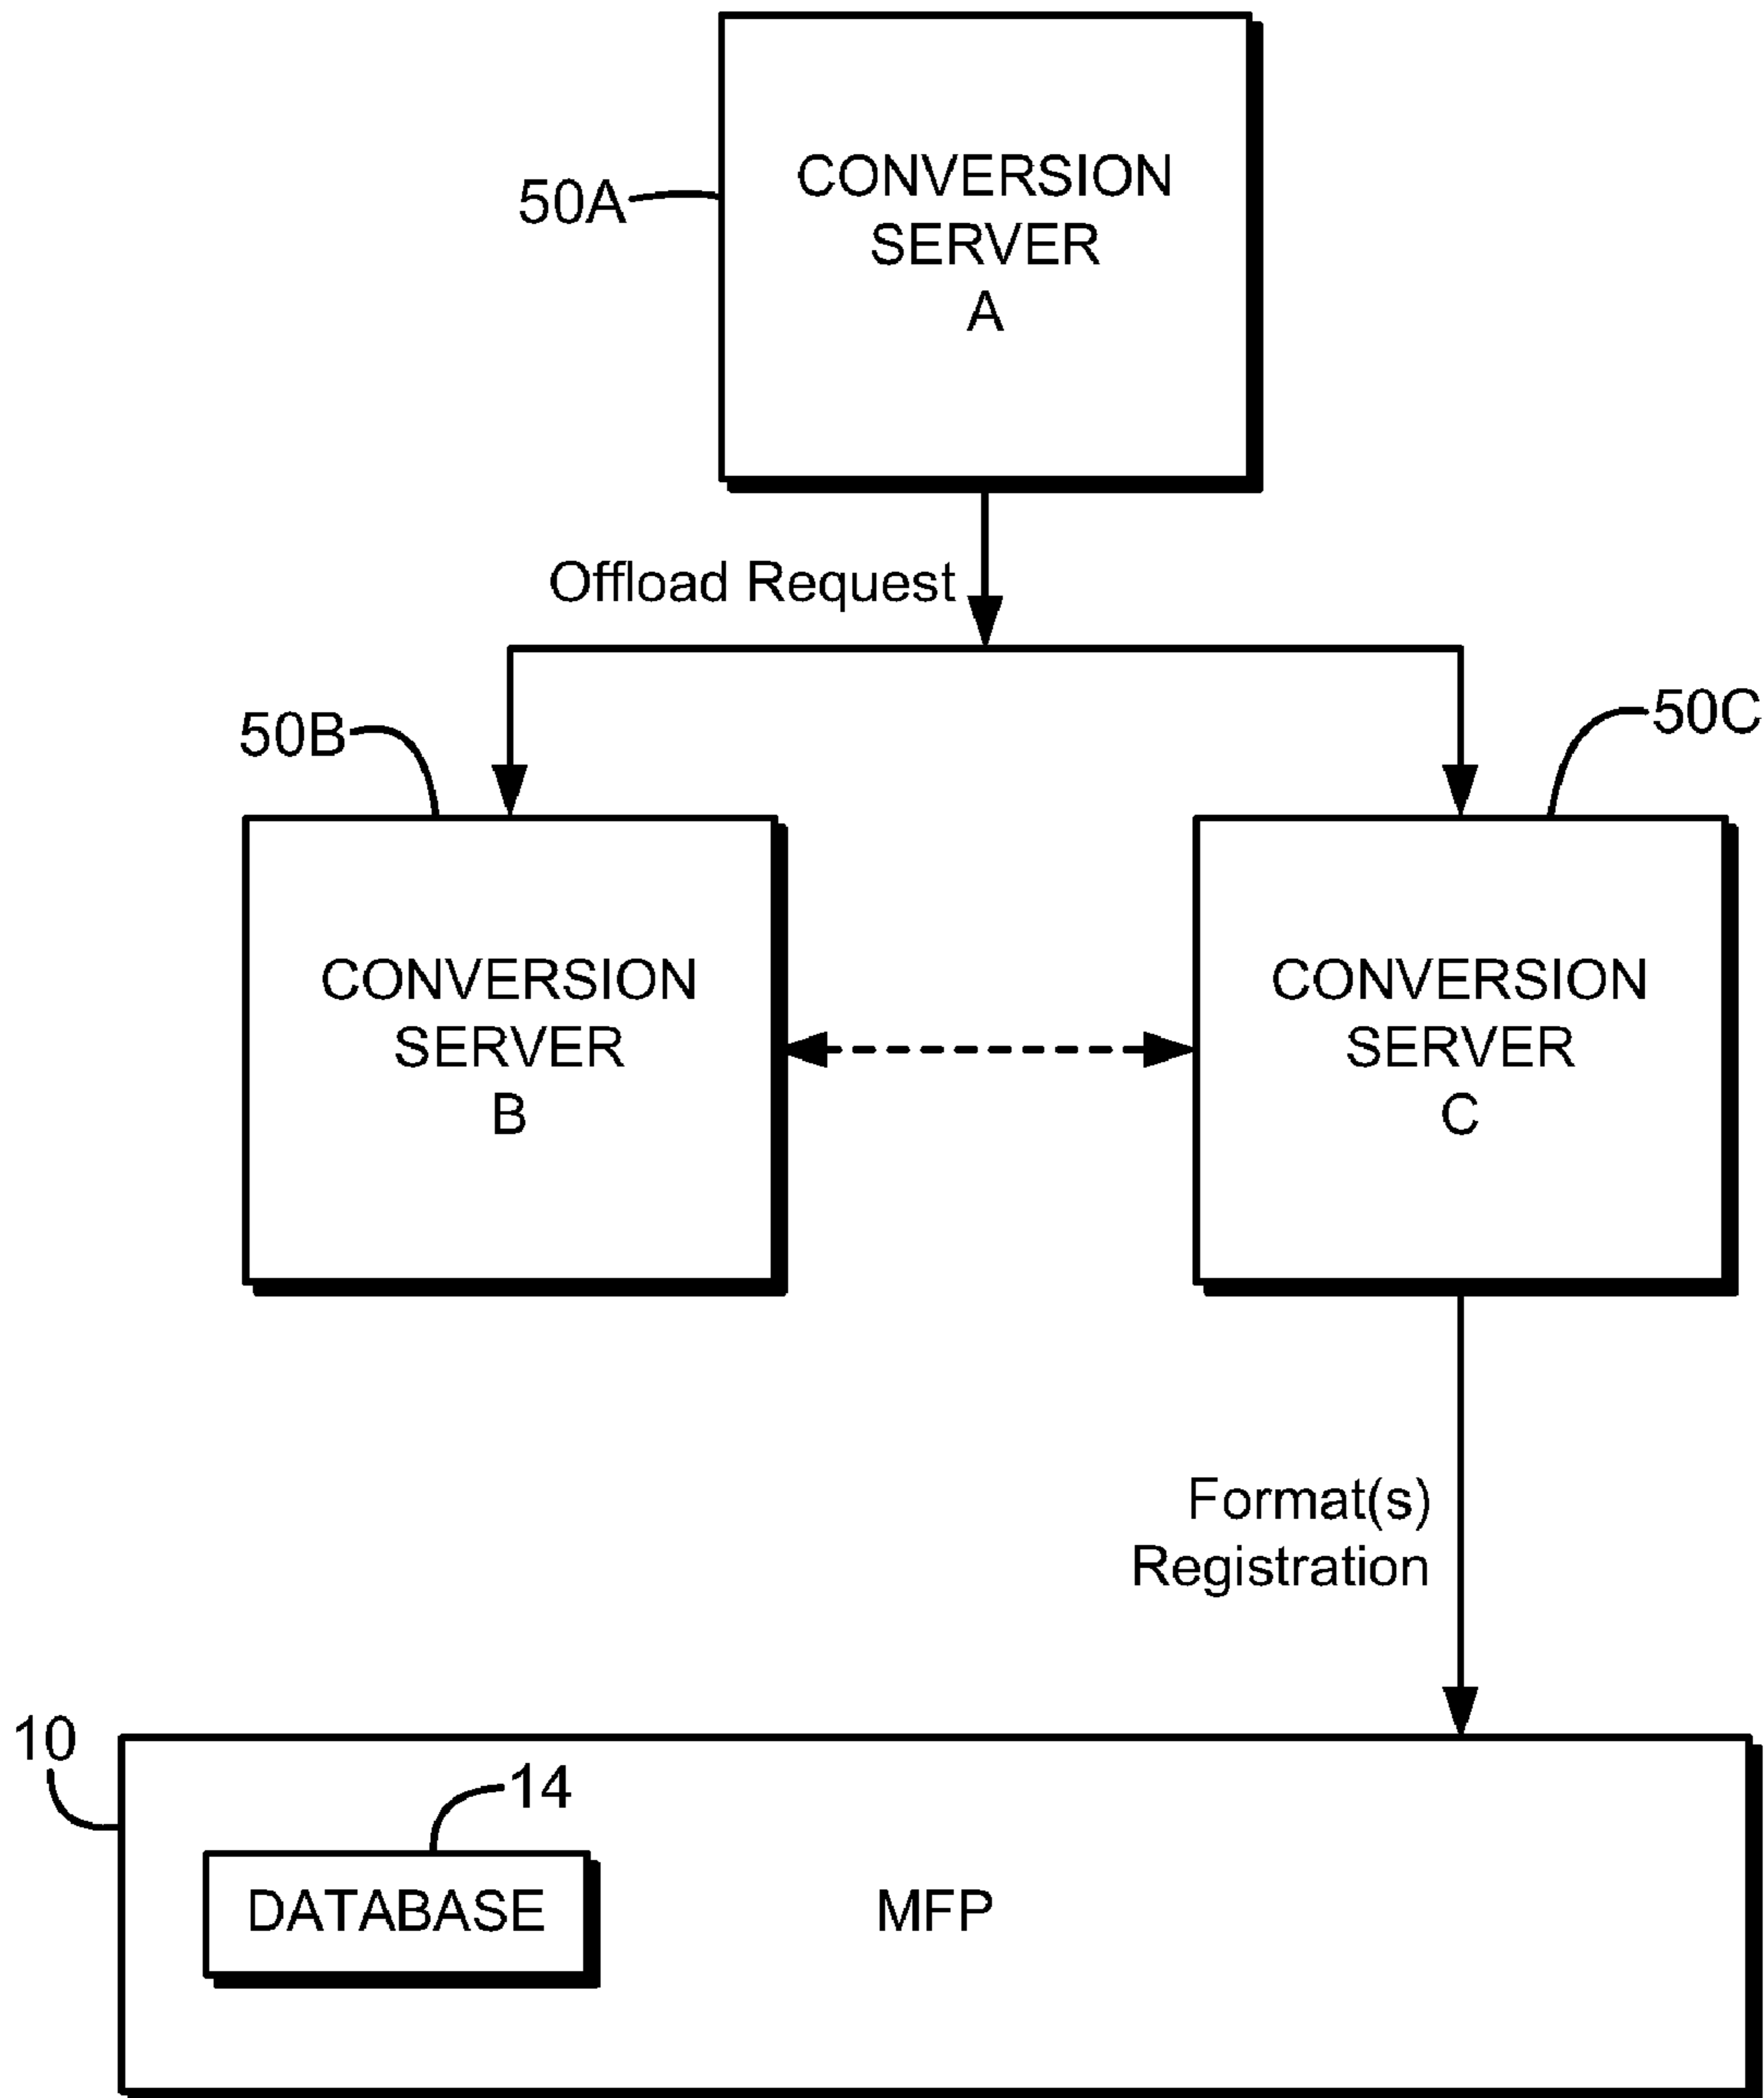 50A
CONVERSION
SERVER
A
Offload Request
50B
50C
CONVERSION
SERVER
B
CONVERSION
SERVER
C
Format(s)
Registration
10
14
DATABASE
MFP